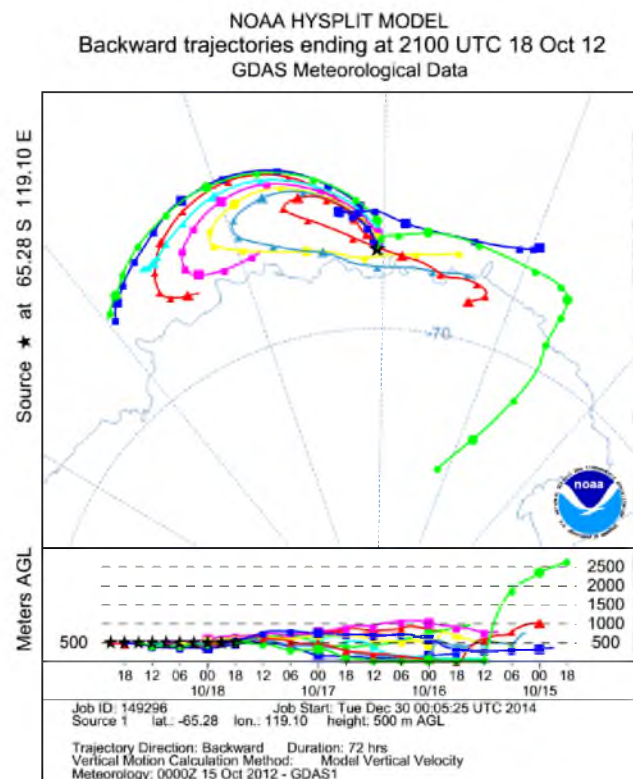 NOAA HYSPLIT MODEL
Backward trajectories ending at 2100 UTC 18 Oct 12
GDAS Meteorological Data
Source ★ at 65.28 S 119.10 E
-70
noaa
Meters AGL
2500
2000
1500
1000
500 500
18 12 06 00 18 12 06 00 18 12 06 00 18 12 06 00 18
10/18 10/17 10/16 10/15
Job ID: 149296 Job Start: Tue Dec 30 00:05:25 UTC 2014
Source 1 lat.: -65.28 lon.: 119.10 height: 500 m AGL
Trajectory Direction: Backward Duration: 72 hrs
Vertical Motion Calculation Method: Model Vertical Velocity
Meteorology: 0000Z 15 Oct 2012 - GDAS1